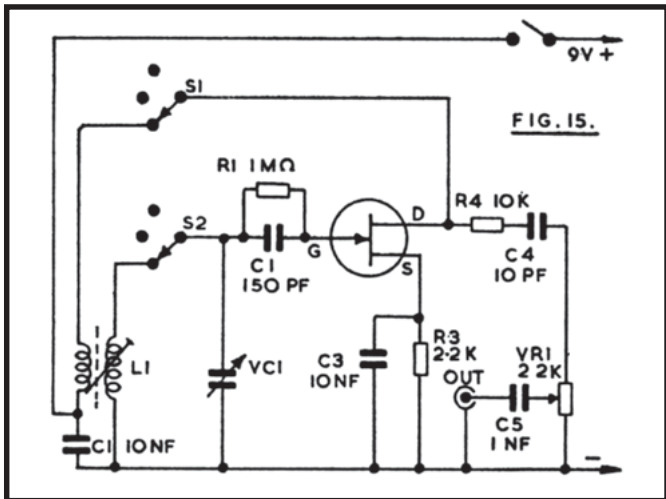 9V +
S1
FIG. 15.
R1 1MΩ
R4 10K
D
S2
G
C1
150 PF
S
C4
10 PF
R3
2.2K
C3
10NF
VR1
2 2K
OUT
L1
VC1
C5
1 NF
C1 10NF
−